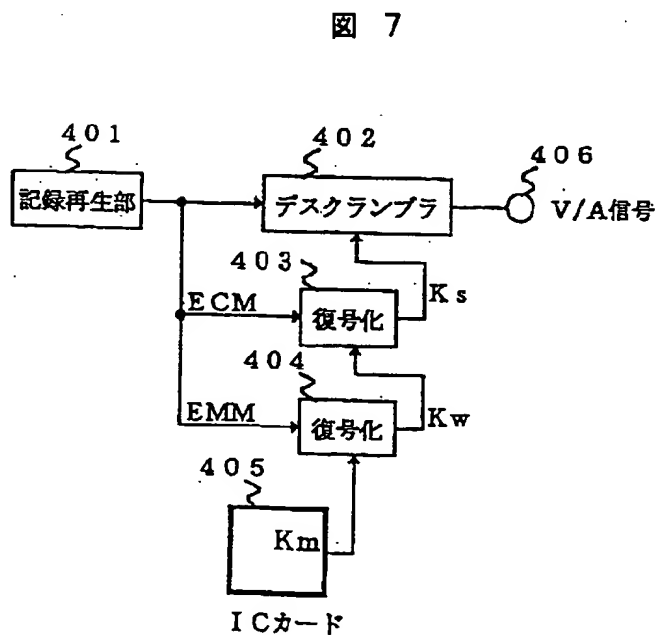 図 7
401
記録再生部
402
デスクランブラ
406
V/A信号
403
Ks
ECM
復号化
404
EMM
復号化
Kw
405
Km
ICカード